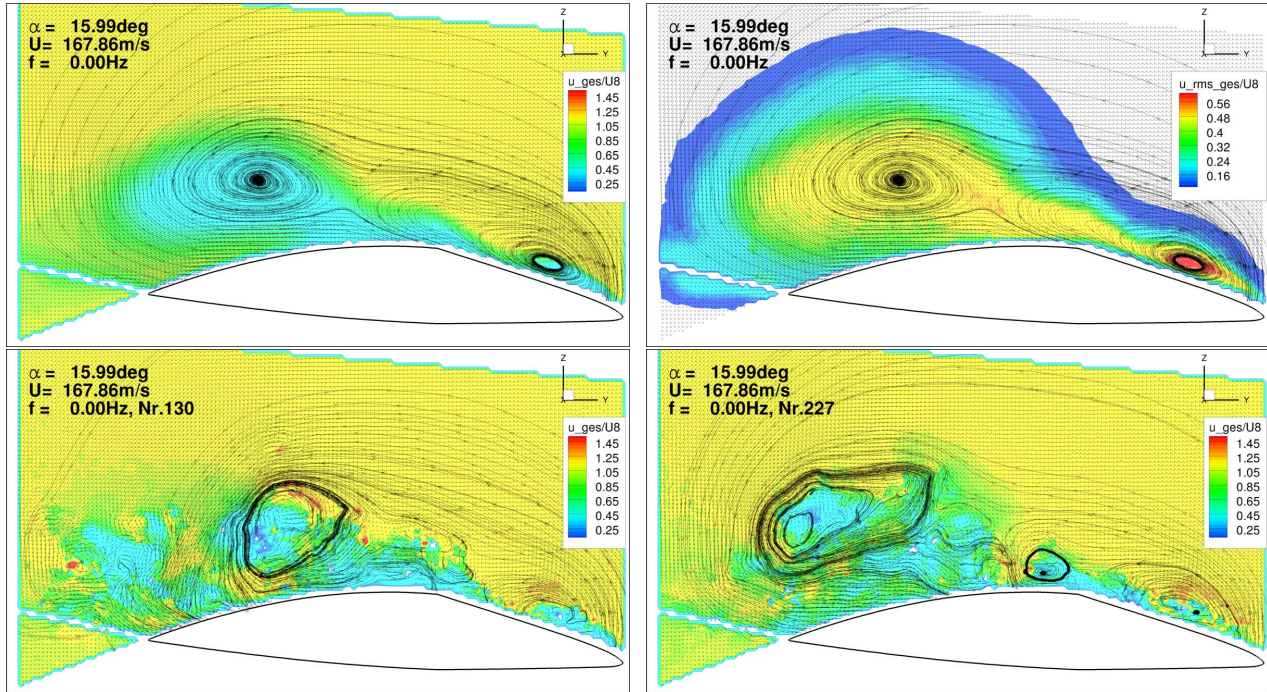 α = 15.99deg
U= 167.86m/s
f = 0.00Hz
Z
X
Y
u_ges/U8
1.45
1.25
1.05
0.85
0.65
0.45
0.25
α = 15.99deg
U= 167.86m/s
f = 0.00Hz
Z
X
Y
u_rms_ges/U8
0.56
0.48
0.40
0.32
0.24
0.16
α = 15.99deg
U= 167.86m/s
f = 0.00Hz, Nr.130
Z
X
Y
u_ges/U8
1.45
1.25
1.05
0.85
0.65
0.45
0.25
α = 15.99deg
U= 167.86m/s
f = 0.00Hz, Nr.227
Z
X
Y
u_ges/U8
1.45
1.25
1.05
0.85
0.65
0.45
0.25